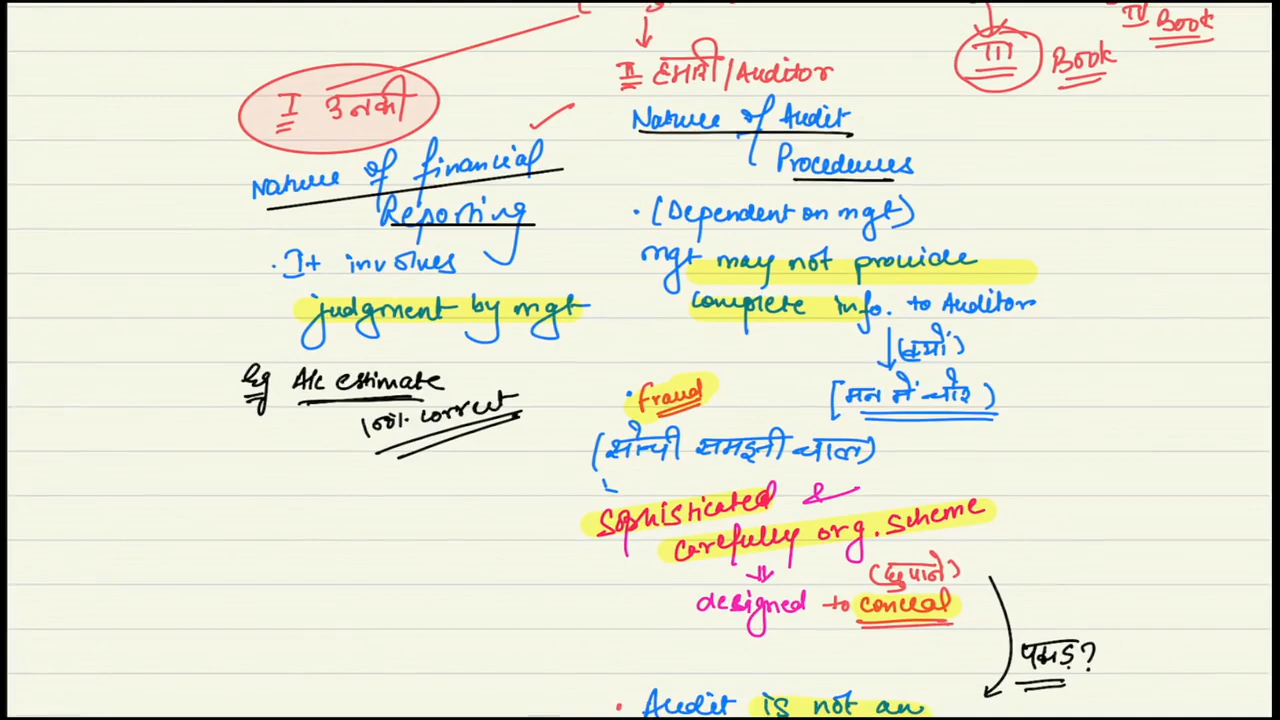 IV Book
III Book
II हमारी/Auditor
I उनकी
Nature of Audit
Procedures
Nature of financial
Reporting
• (Dependent on mgt)
mgt may not provide
complete info. to Auditor
• It involves
judgment by mgt
(क्यों)
[मन में चोर)
Eg A/c estimate
100% correct
• fraud
(सोची समझी चाल)
Sophisticated &
carefully org. scheme
(छुपाने)
designed to conceal
पकड़?
• Audit is not an